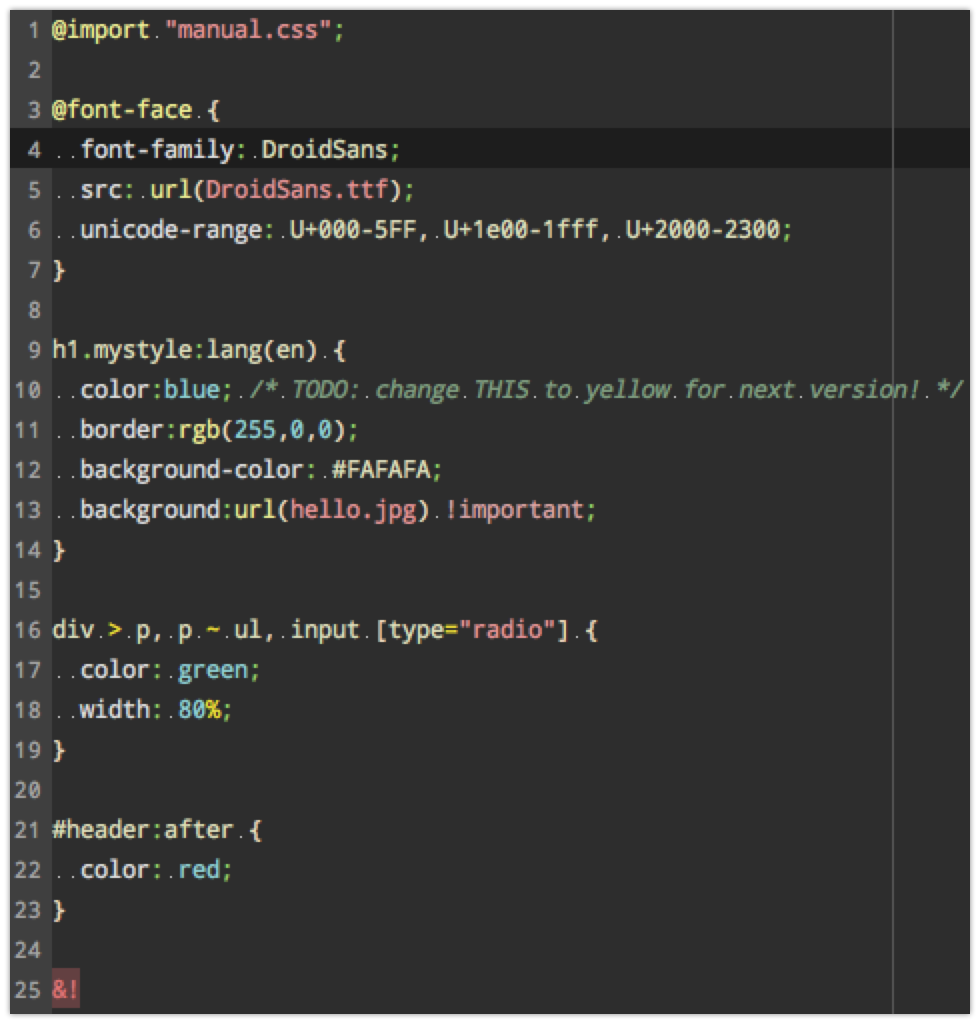 1 @import "manual.css";
2
3 @font-face {
4   font-family: DroidSans;
5   src: url(DroidSans.ttf);
6   unicode-range: U+000-5FF, U+1e00-1fff, U+2000-2300;
7 }
8
9 h1.mystyle:lang(en) {
10   color:blue; /* TODO: change THIS to yellow for next version! */
11   border:rgb(255,0,0);
12   background-color: #FAFAFA;
13   background:url(hello.jpg) !important;
14 }
15
16 div > p, p ~ ul, input [type="radio"] {
17   color: green;
18   width: 80%;
19 }
20
21 #header:after {
22   color: red;
23 }
24
25 &!